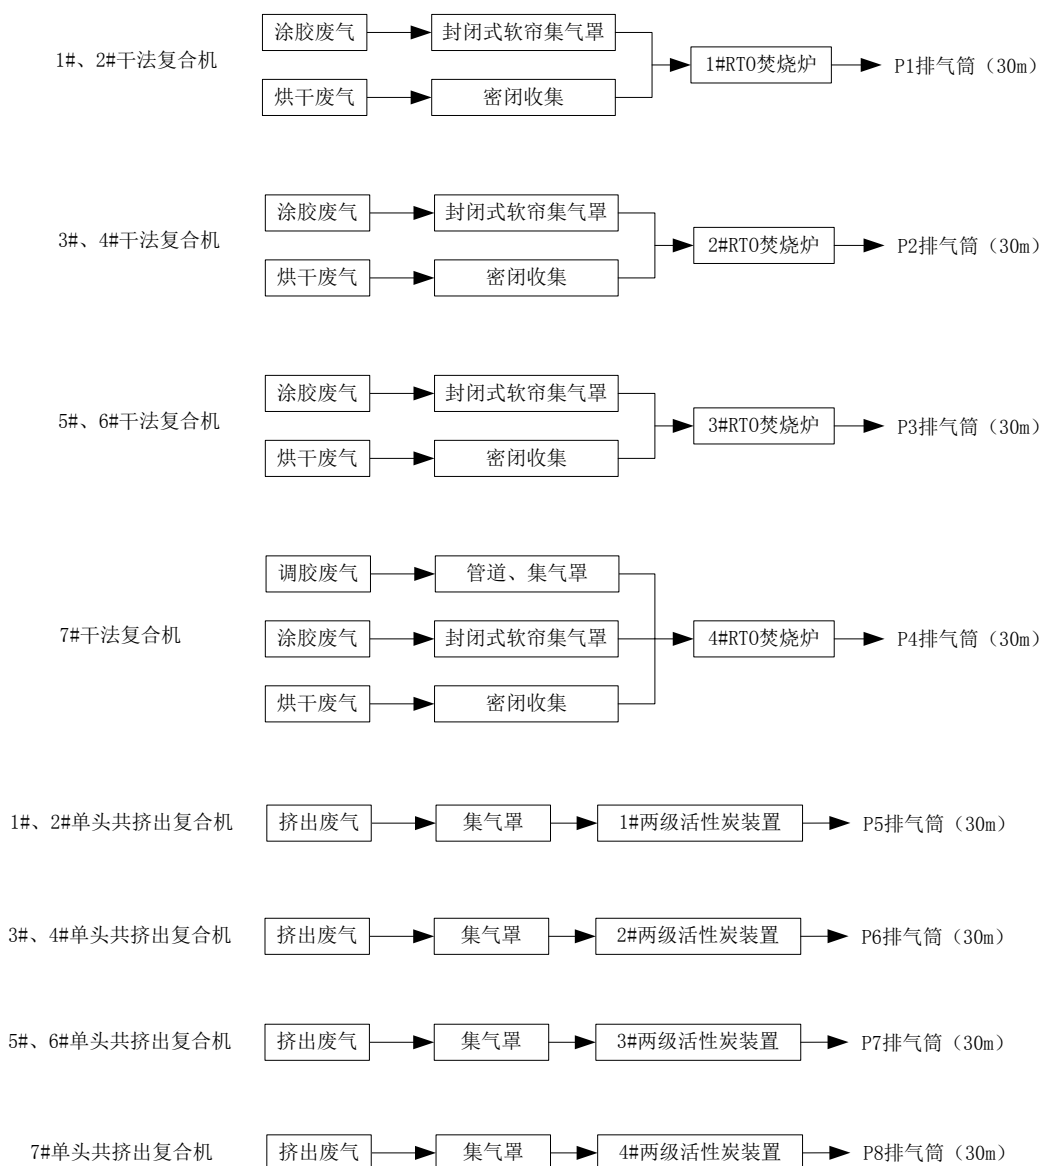 涂胶废气 封闭式软帘集气罩
1#、2#干法复合机 1#RTO焚烧炉 P1排气筒（30m）
烘干废气 密闭收集
涂胶废气 封闭式软帘集气罩
3#、4#干法复合机 2#RTO焚烧炉 P2排气筒（30m）
烘干废气 密闭收集
涂胶废气 封闭式软帘集气罩
5#、6#干法复合机 3#RTO焚烧炉 P3排气筒（30m）
烘干废气 密闭收集
调胶废气 管道、集气罩
7#干法复合机 涂胶废气 封闭式软帘集气罩 4#RTO焚烧炉 P4排气筒（30m）
烘干废气 密闭收集
1#、2#单头共挤出复合机 挤出废气 集气罩 1#两级活性炭装置 P5排气筒（30m）
3#、4#单头共挤出复合机 挤出废气 集气罩 2#两级活性炭装置 P6排气筒（30m）
5#、6#单头共挤出复合机 挤出废气 集气罩 3#两级活性炭装置 P7排气筒（30m）
7#单头共挤出复合机 挤出废气 集气罩 4#两级活性炭装置 P8排气筒（30m）